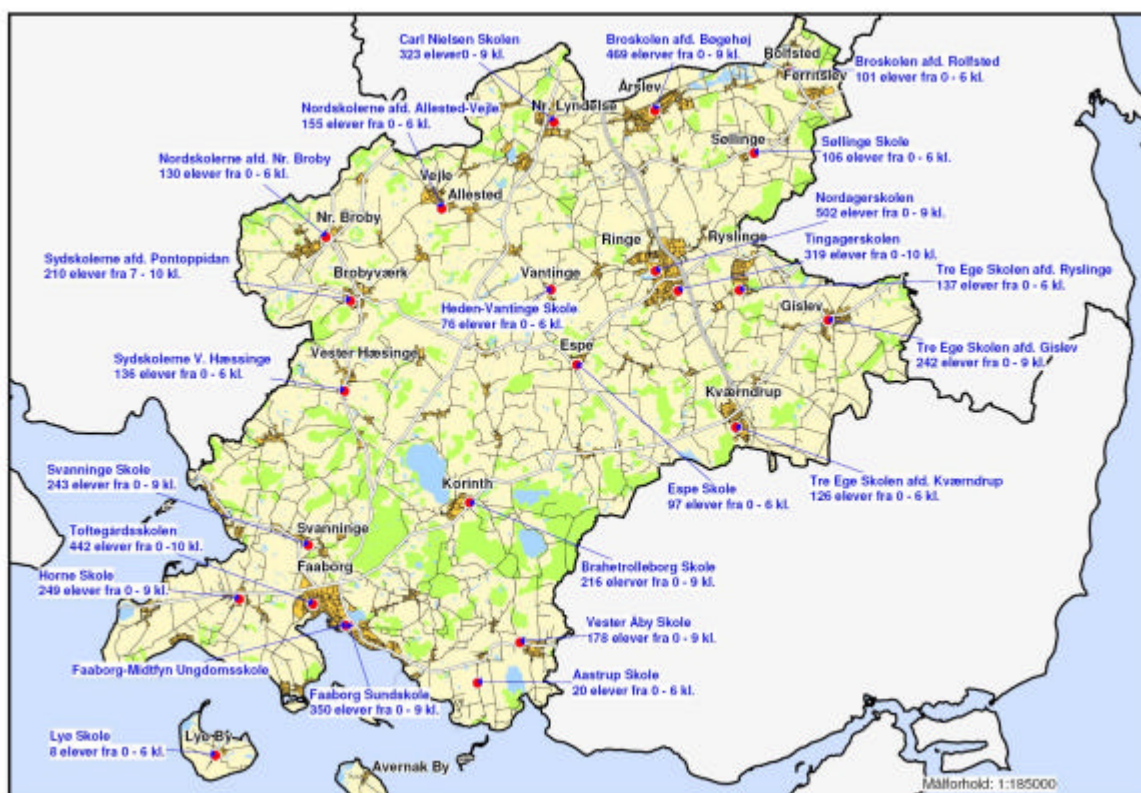 Carl Nielsen Skolen
323 elever0 - 9 kl.
Broskolen afd. Bøgehøj
469 elerver fra 0 - 9 kl.
Rolfsted
Broskolen afd. Rolfsted
101 elever fra 0 - 6 kl.
Ferritslev
Årslev
Nordskolerne afd. Allested-Vejle
155 elever fra 0 - 6 kl.
Nr. Lyndelse
Søllinge
Søllinge Skole
106 elever fra 0 - 6 kl.
Nordskolerne afd. Nr. Broby
130 elever fra 0 - 6 kl.
Vejle
Allested
Nordagerskolen
502 elever fra 0 - 9 kl.
Nr. Broby
Ringe
Ryslinge
Tingagerskolen
319 elever fra 0 -10 kl.
Sydskolerne afd. Pontoppidan
210 elever fra 7 - 10 kl.
Brobyværk
Vantinge
Tre Ege Skolen afd. Ryslinge
137 elever fra 0 - 6 kl.
Heden-Vantinge Skole
76 elever fra 0 - 6 kl.
Gislev
Espe
Tre Ege Skolen afd. Gislev
242 elever fra 0 - 9 kl.
Sydskolerne V. Hæssinge
136 elever fra 0 - 6 kl.
Vester Hæsinge
Kværndrup
Svanninge Skole
243 elever fra 0 - 9 kl.
Korinth
Espe Skole
97 elever fra 0 - 6 kl.
Tre Ege Skolen afd. Kværndrup
126 elever fra 0 - 6 kl.
Toftegårdsskolen
442 elever fra 0 -10 kl.
Svanninge
Faaborg
Brahetrolleborg Skole
216 elerver fra 0 - 9 kl.
Horne Skole
249 elever fra 0 - 9 kl.
Vester Åby Skole
178 elever fra 0 - 9 kl.
Faaborg-Midtfyn Ungdomsskole
Aastrup Skole
20 elever fra 0 - 6 kl.
Faaborg Sundskole
350 elever fra 0 - 9 kl.
Lyø Skole
8 elever fra 0 - 6 kl.
Lyø By
Avernak By
Målforhold: 1:185000